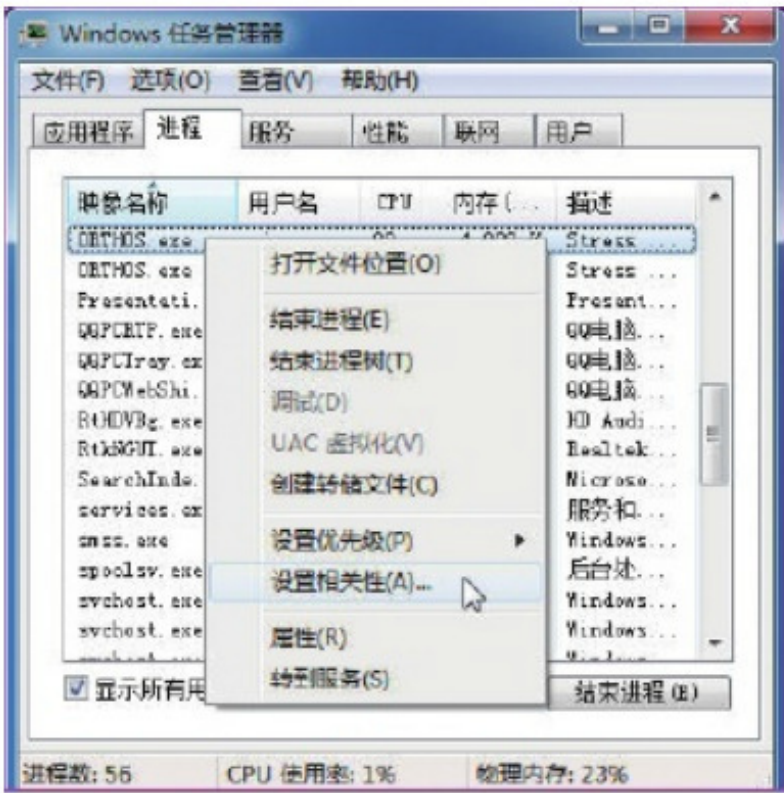 Windows 任务管理器
文件(F) 选项(O) 查看(V) 帮助(H)
应用程序 进程 服务 性能 联网 用户
映像名称 用户名 CPU 内存(... 描述
ORTHOS.exe Stress ...
ORTHOS.exe Stress ...
Presentati. Present...
QQPCRTP.exe QQ电脑...
QQPCTray.ex QQ电脑...
QQPCWebShi. QQ电脑...
RtHDVBg.exe HD Audi...
RtkNGUI.exe Realtek...
SearchInde. Microso...
services.ex 服务和...
smss.exe Windows...
spoolsv.exe 后台处...
svchost.exe Windows...
svchost.exe Windows...
打开文件位置(O)
结束进程(E)
结束进程树(T)
调试(D)
UAC 虚拟化(V)
创建转储文件(C)
设置优先级(P)
设置相关性(A)...
属性(R)
转到服务(S)
显示所有用 结束进程(E)
进程数: 56 CPU 使用率: 1% 物理内存: 23%